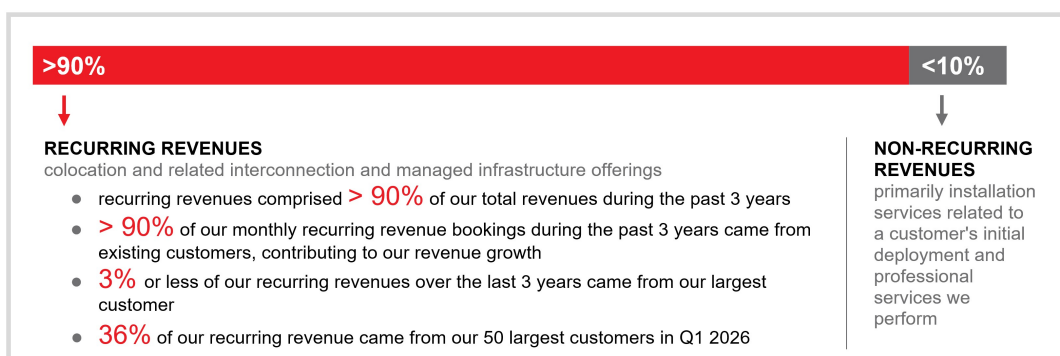 >90%
<10%
RECURRING REVENUES
colocation and related interconnection and managed infrastructure offerings
● recurring revenues comprised > 90% of our total revenues during the past 3 years
● > 90% of our monthly recurring revenue bookings during the past 3 years came from
existing customers, contributing to our revenue growth
● 3% or less of our recurring revenues over the last 3 years came from our largest
customer
● 36% of our recurring revenue came from our 50 largest customers in Q1 2026
NON-RECURRING
REVENUES
primarily installation
services related to
a customer's initial
deployment and
professional
services we
perform